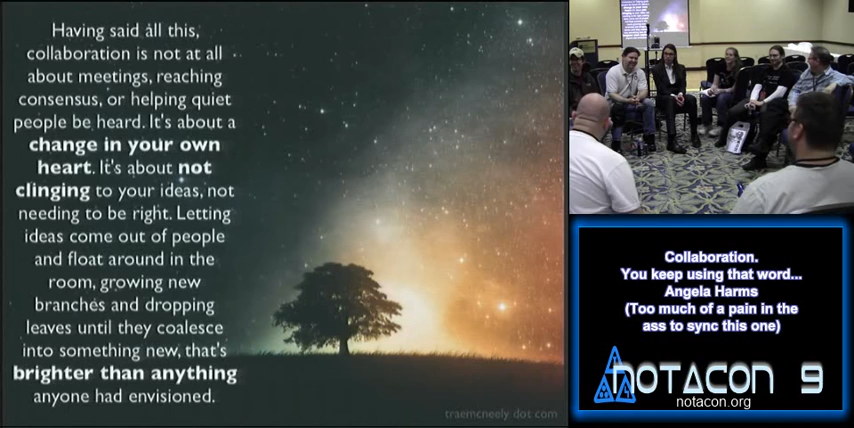 Having said all this,
collaboration is not at all
about meetings, reaching
consensus, or helping quiet
people be heard. It's about a
change in your own
heart. It's about not
clinging to your ideas, not
needing to be right. Letting
ideas come out of people
and float around in the
room, growing new
branches and dropping
leaves until they coalesce
into something new, that's
brighter than anything
anyone had envisioned.
traemcneely dot com
Collaboration.
You keep using that word...
Angela Harms
(Too much of a pain in the
ass to sync this one)
NOTACON 9
notacon.org